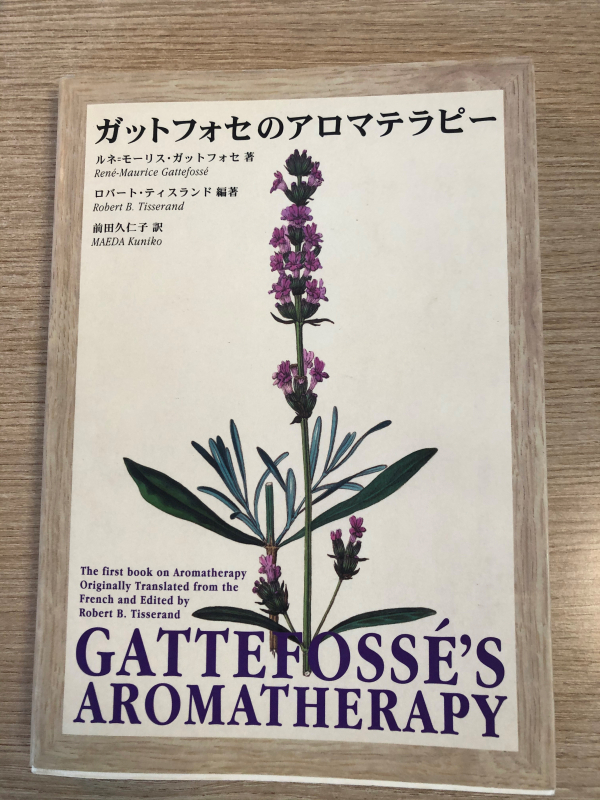 ガットフォセのアロマテラピー
ルネ=モーリス・ガットフォセ 著
René-Maurice Gattefossé
ロバート・ティスランド 編著
Robert B. Tisserand
前田久仁子 訳
MAEDA Kuniko
The first book on Aromatherapy
Originally Translated from the
French and Edited by
Robert B. Tisserand
GATTEFOSSÉ'S
AROMATHERAPY